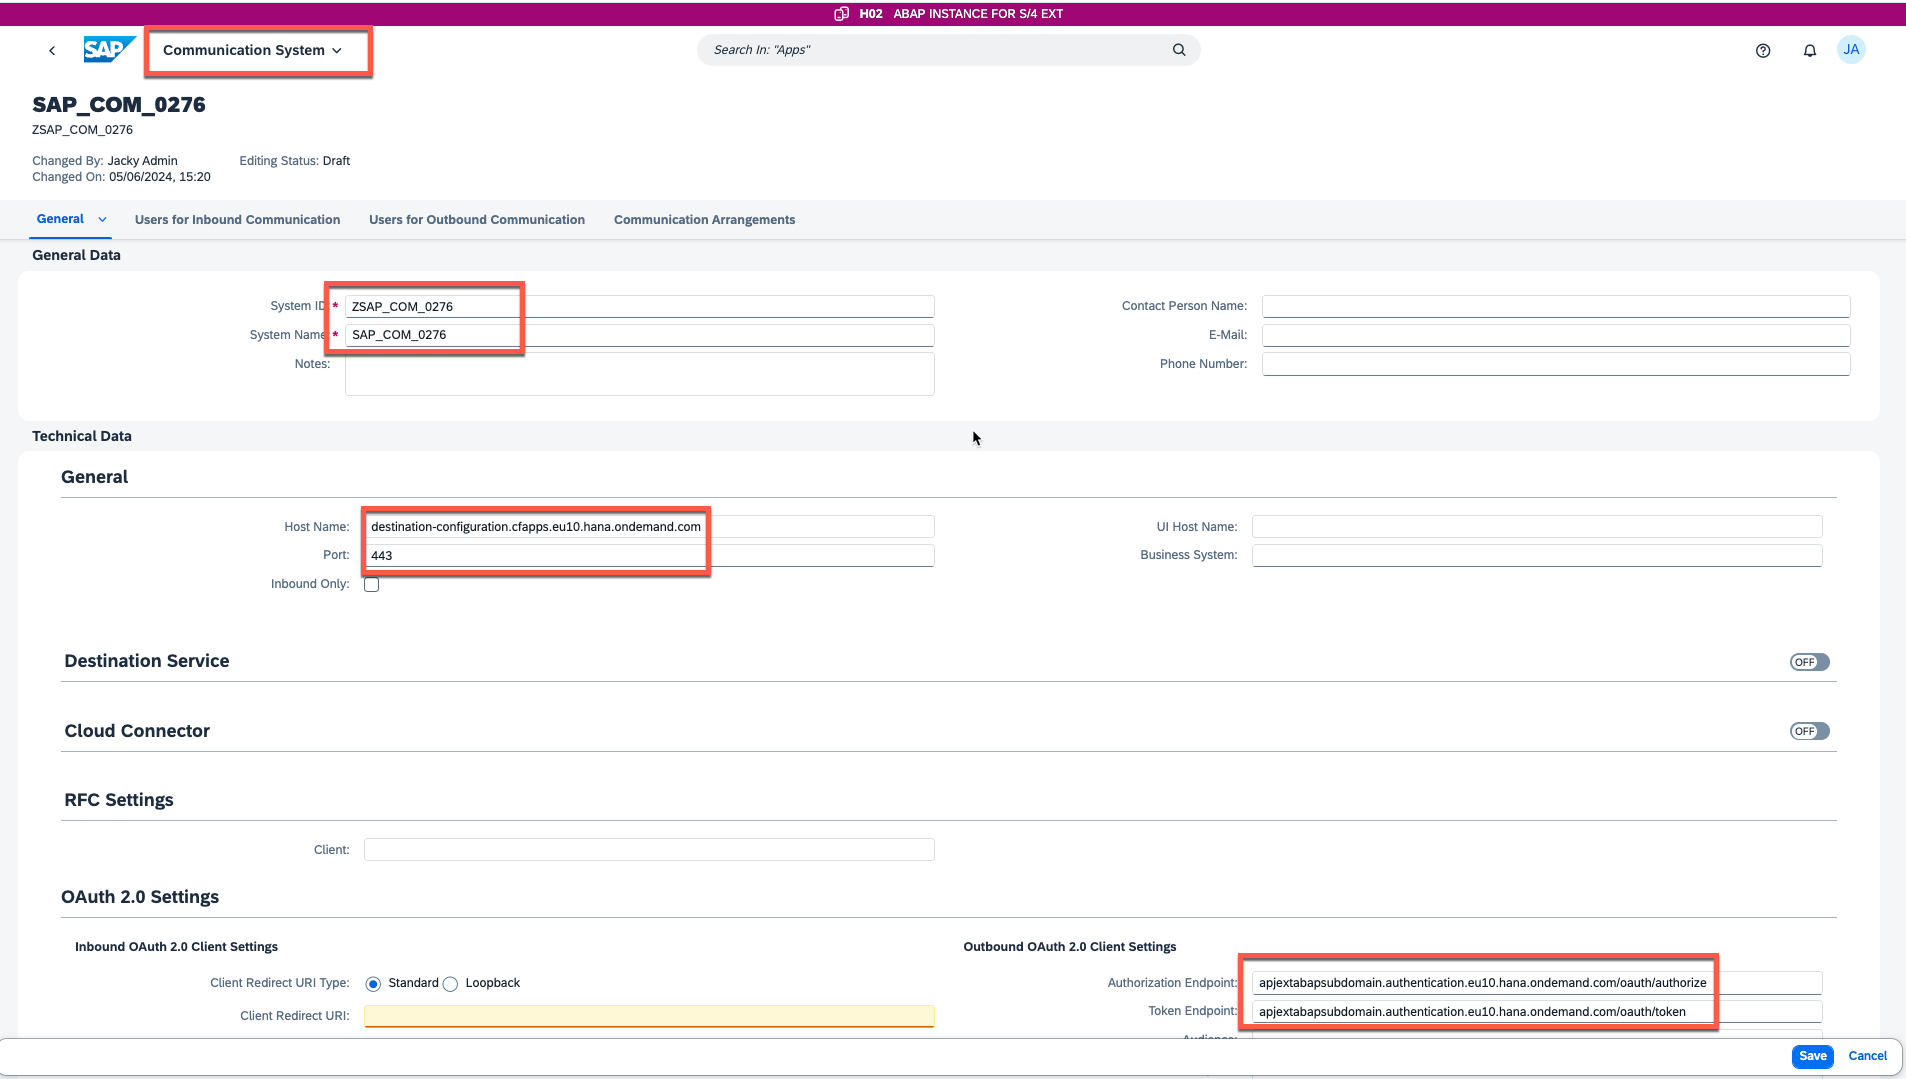 H02 ABAP INSTANCE FOR S/4 EXT
SAP Communication System
Search In: "Apps"
JA
SAP_COM_0276
ZSAP_COM_0276
Changed By: Jacky Admin
Editing Status: Draft
Changed On: 05/06/2024, 15:20
General
Users for Inbound Communication
Users for Outbound Communication
Communication Arrangements
General Data
System ID: * ZSAP_COM_0276
Contact Person Name:
System Name: * SAP_COM_0276
E-Mail:
Notes:
Phone Number:
Technical Data
General
Host Name: destination-configuration.cfapps.eu10.hana.ondemand.com
UI Host Name:
Port: 443
Business System:
Inbound Only:
Destination Service
OFF
Cloud Connector
OFF
RFC Settings
Client:
OAuth 2.0 Settings
Inbound OAuth 2.0 Client Settings
Outbound OAuth 2.0 Client Settings
Client Redirect URI Type: Standard Loopback
Authorization Endpoint: apjextabapsubdomain.authentication.eu10.hana.ondemand.com/oauth/authorize
Client Redirect URI:
Token Endpoint: apjextabapsubdomain.authentication.eu10.hana.ondemand.com/oauth/token
Save Cancel